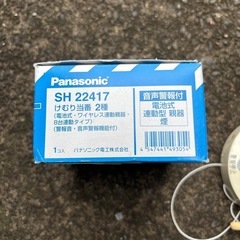 Panasonic
SH 22417
けむり当番 2種
(電池式・ワイヤレス連動親器・
8台連動タイプ)
(警報音・音声警報機能付)
音声警報付
電池式
連動型 親器
煙
1コ入
パナソニック電工株式会社
4 547441 493054